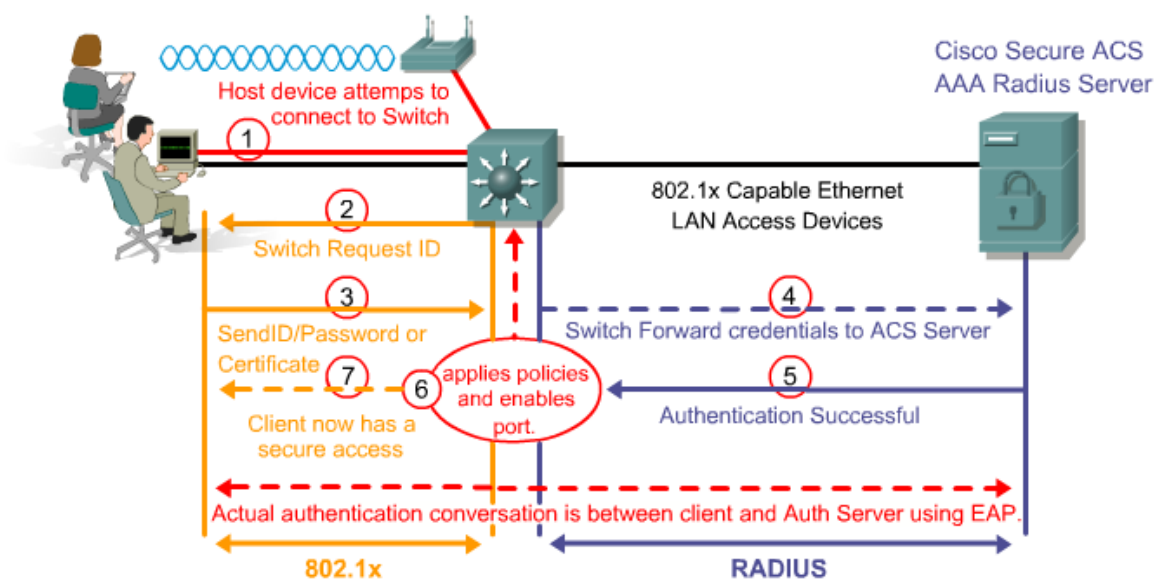 Cisco Secure ACS
AAA Radius Server
Host device attemps to
connect to Switch
1
802.1x Capable Ethernet
LAN Access Devices
2
Switch Request ID
3
SendID/Password or
Certificate
4
Switch Forward credentials to ACS Server
5
Authentication Successful
6
applies policies
and enables
port.
7
Client now has a
secure access
Actual authentication conversation is between client and Auth Server using EAP.
802.1x
RADIUS